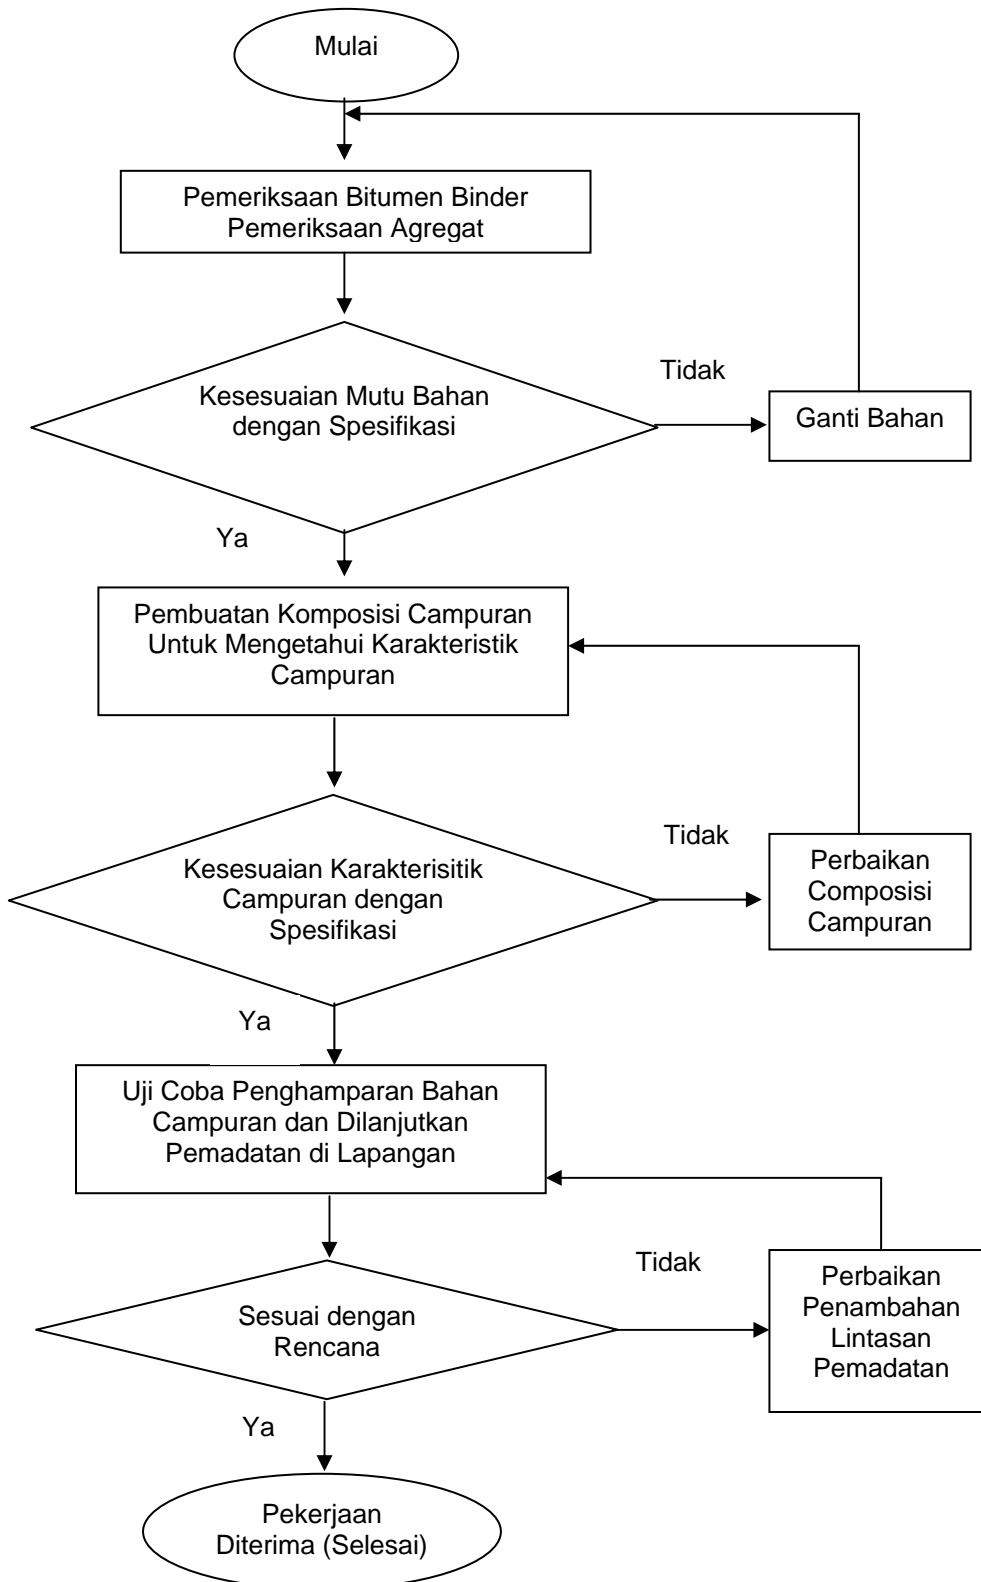 Mulai
Pemeriksaan Bitumen Binder
Pemeriksaan Agregat
Kesesuaian Mutu Bahan
dengan Spesifikasi
Tidak
Ganti Bahan
Ya
Pembuatan Komposisi Campuran
Untuk Mengetahui Karakteristik
Campuran
Kesesuaian Karakterisitik
Campuran dengan
Spesifikasi
Tidak
Perbaikan
Composisi
Campuran
Ya
Uji Coba Penghamparan Bahan
Campuran dan Dilanjutkan
Pemadatan di Lapangan
Sesuai dengan
Rencana
Tidak
Perbaikan
Penambahan
Lintasan
Pemadatan
Ya
Pekerjaan
Diterima (Selesai)